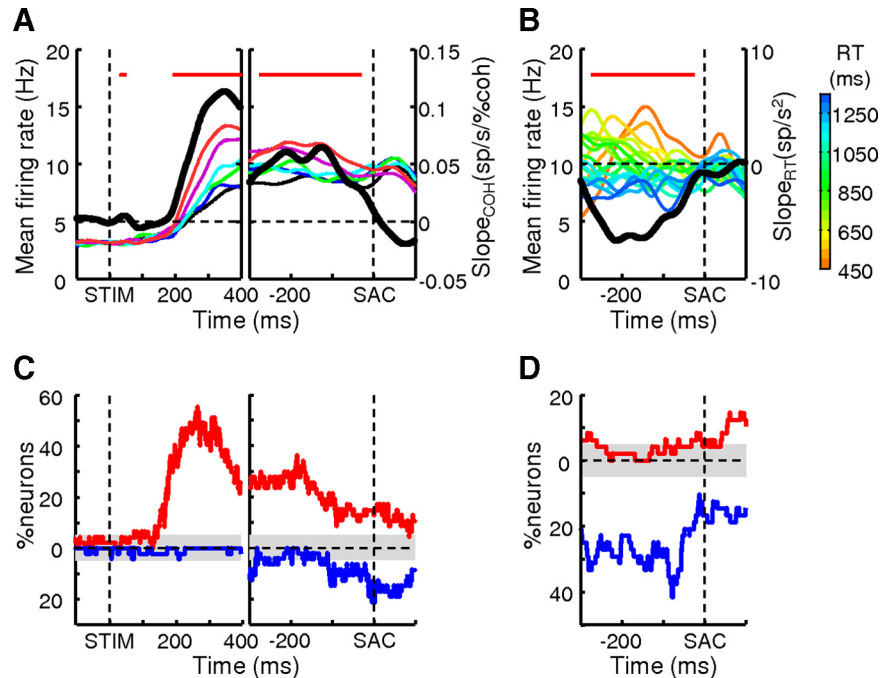 A
B
20
15
10
5
0
Mean firing rate (Hz)
STIM
200
400
-200
SAC
Time (ms)
0.15
0.1
0.05
0
-0.05
SlopeCOH(sp/s/%coh)
20
15
10
5
0
Mean firing rate (Hz)
-200
SAC
Time (ms)
10
0
-10
SlopeRT(sp/s²)
RT
(ms)
1250
1050
850
650
450
C
D
60
40
20
0
20
%neurons
STIM
200
400
-200
SAC
Time (ms)
20
0
20
40
%neurons
-200
SAC
Time (ms)